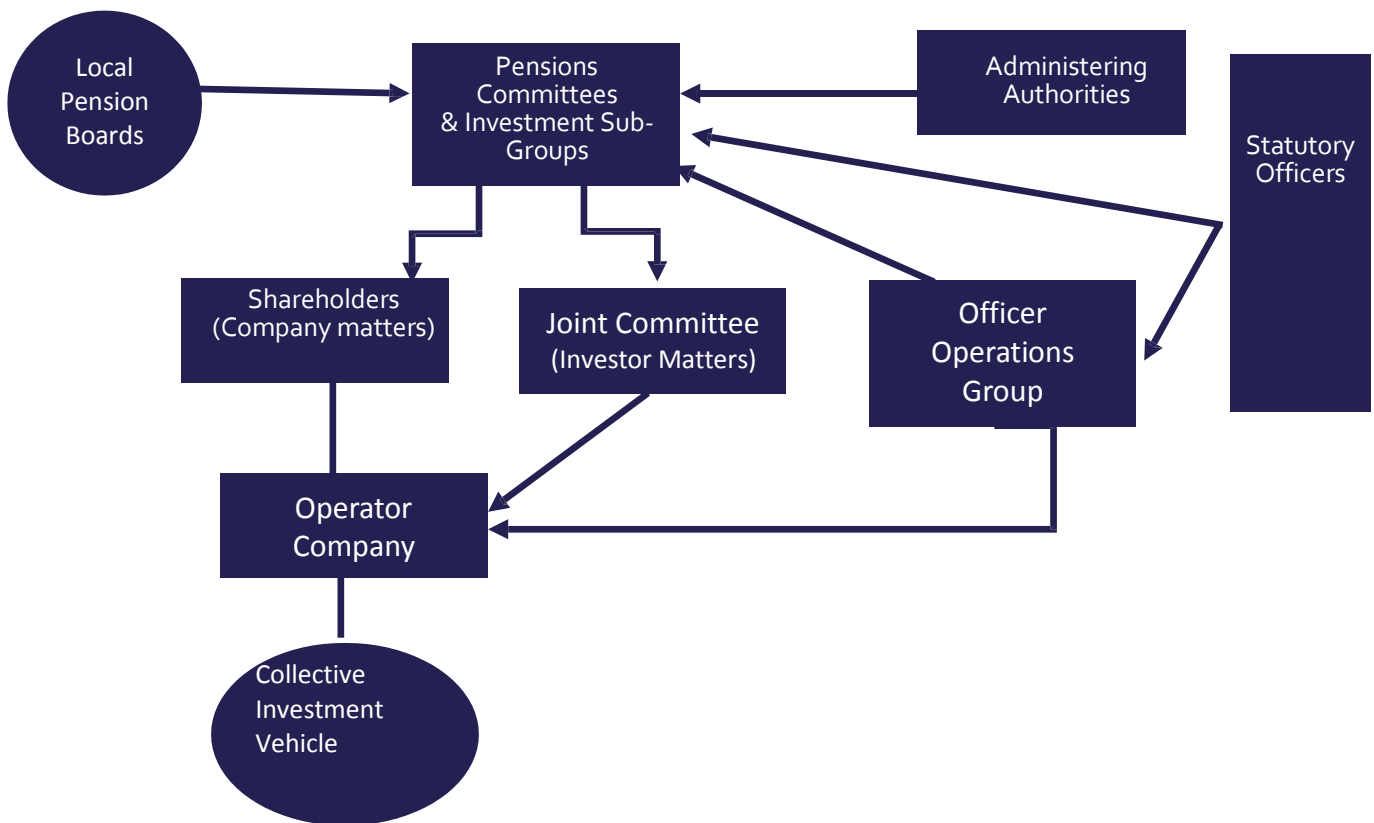 Local
Pension
Boards
Pensions
Committees
& Investment Sub-
Groups
Administering
Authorities
Statutory
Officers
Shareholders
(Company matters)
Joint Committee
(Investor Matters)
Officer
Operations
Group
Operator
Company
Collective
Investment
Vehicle